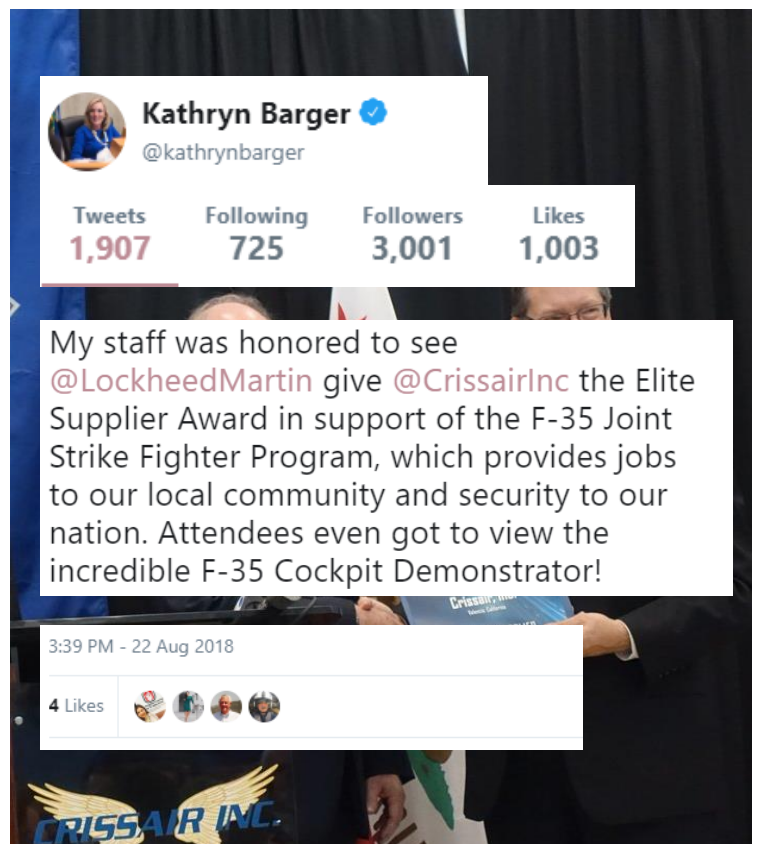 Kathryn Barger
@kathrynbarger
Tweets Following Followers Likes
1,907 725 3,001 1,003
My staff was honored to see
@LockheedMartin give @CrissairInc the Elite
Supplier Award in support of the F-35 Joint
Strike Fighter Program, which provides jobs
to our local community and security to our
nation. Attendees even got to view the
incredible F-35 Cockpit Demonstrator!
Crissair, Inc.
Valencia, California
3:39 PM - 22 Aug 2018
4 Likes
CRISSAIR INC.